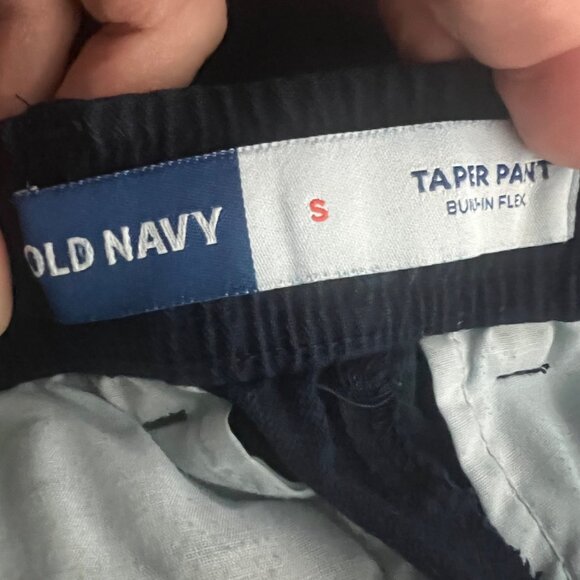 OLD NAVY
S
TAPER PANT
BUILT-IN FLEX